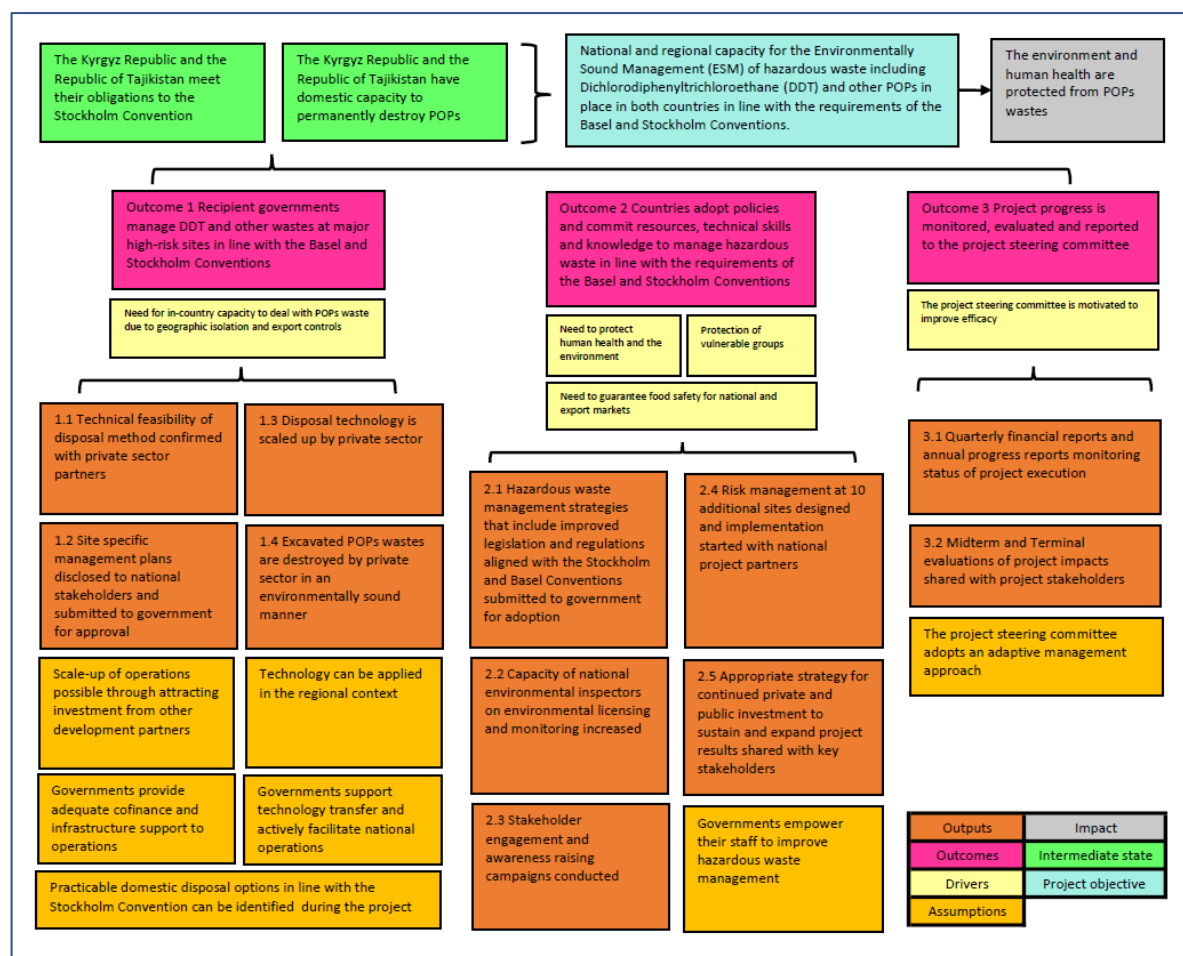 The Kyrgyz Republic and the
Republic of Tajikistan meet
their obligations to the
Stockholm Convention
The Kyrgyz Republic and the
Republic of Tajikistan have
domestic capacity to
permanently destroy POPs
National and regional capacity for the Environmentally
Sound Management (ESM) of hazardous waste including
Dichlorodiphenyltrichloroethane (DDT) and other POPs in
place in both countries in line with the requirements of the
Basel and Stockholm Conventions.
The environment and
human health are
protected from POPs
wastes
Outcome 1 Recipient governments
manage DDT and other wastes at major
high-risk sites in line with the Basel and
Stockholm Conventions
Need for in-country capacity to deal with POPs waste
due to geographic isolation and export controls
Outcome 2 Countries adopt policies
and commit resources, technical skills
and knowledge to manage hazardous
waste in line with the requirements of
the Basel and Stockholm Conventions
Need to protect
human health and the
environment
Protection of
vulnerable groups
Need to guarantee food safety for national and
export markets
Outcome 3 Project progress is
monitored, evaluated and reported
to the project steering committee
The project steering committee is motivated to
improve efficacy
1.1 Technical feasibility of
disposal method confirmed
with private sector
partners
1.3 Disposal technology is
scaled up by private sector
1.2 Site specific
management plans
disclosed to national
stakeholders and
submitted to government
for approval
1.4 Excavated POPs wastes
are destroyed by private
sector in an
environmentally sound
manner
Scale-up of operations
possible through attracting
investment from other
development partners
Technology can be applied
in the regional context
Governments provide
adequate cofinance and
infrastructure support to
operations
Governments support
technology transfer and
actively facilitate national
operations
Practicable domestic disposal options in line with the
Stockholm Convention can be identified during the project
2.1 Hazardous waste
management strategies
that include improved
legislation and regulations
aligned with the Stockholm
and Basel Conventions
submitted to government
for adoption
2.4 Risk management at 10
additional sites designed
and implementation
started with national
project partners
2.2 Capacity of national
environmental inspectors
on environmental licensing
and monitoring increased
2.5 Appropriate strategy for
continued private and
public investment to
sustain and expand project
results shared with key
stakeholders
2.3 Stakeholder
engagement and
awareness raising
campaigns conducted
Governments empower
their staff to improve
hazardous waste
management
3.1 Quarterly financial reports and
annual progress reports monitoring
status of project execution
3.2 Midterm and Terminal
evaluations of project impacts
shared with project stakeholders
The project steering committee
adopts an adaptive management
approach
Outputs
Impact
Outcomes
Intermediate state
Drivers
Project objective
Assumptions